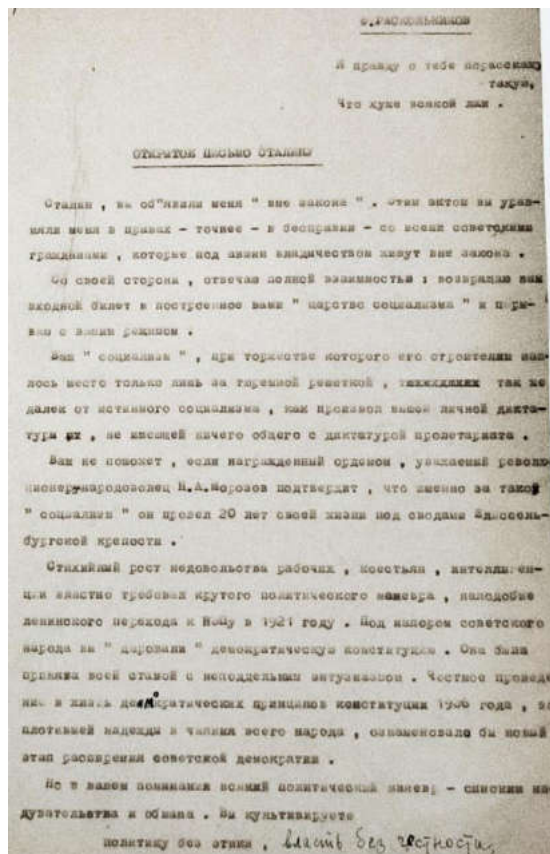 Ф.РАСКОЛЬНИКОВ
Я правду о тебе порасскажу
такую,
Что хуже всякой лжи .
ОТКРЫТОЕ ПИСЬМО СТАЛИНУ
Сталин , вы об"явили меня " вне закона " . Этим актом вы урав-
няли меня в правах - точнее - в бесправии - со всеми советскими
гражданами , которые под вашим владычеством живут вне закона .
Со своей стороны , отвечаю полной взаимностью : возвращаю вам
входной билет в построенное вами " царство социализма " и поры-
ваю с вашим режимом .
Ваш " социализм " , при торжестве которого его строителям наш-
лось место только лишь за тюремной решеткой , так же
далек от истинного социализма , как произвол вашей личной дикта-
туры , не имеющей ничего общего с диктатурой пролетариата .
Вам не поможет , если награжденный орденом , уважаемый револю-
ционер-народоволец Н.А.Морозов подтвердит , что именно за такой
" социализм " он провел 20 лет своей жизни под сводами Шлиссель-
бургской крепости .
Стихийный рост недовольства рабочих , крестьян , интеллиген-
ции властно требовал крутого политического маневра , наподобие
ленинского перехода к Нэпу в 1921 году . Под напором советского
народа вы " даровали " демократическую конституцию . Она была
принята всей страной с неподдельным энтузиазмом . Честное проведе
ние в жизнь демократических принципов конституции 1936 года , во
плотившей надежды и чаяния всего народа , ознаменовало бы новый
этап расширения советской демократии .
Но в вашем понимании всякий политический маневр - синоним на
дувательства и обмана . Вы культивируете
политику без этики , власть без честности,